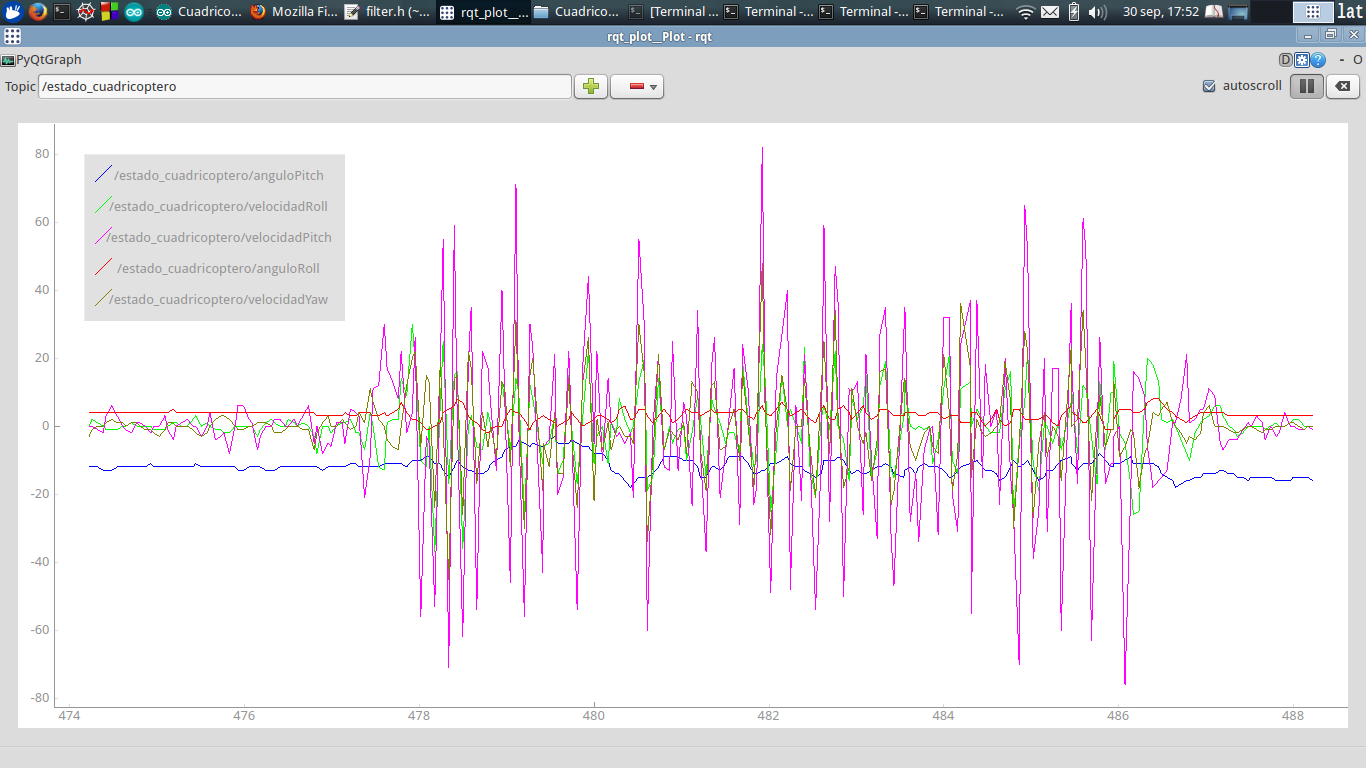 Cuadrico... Mozilla Fi... filter.h (~... rqt_plot__... Cuadrico... [Terminal ... Terminal -... Terminal -... Terminal -... 30 sep, 17:52 lat
rqt_plot__Plot - rqt
PyQtGraph D ? - O
Topic /estado_cuadricoptero autoscroll
/estado_cuadricoptero/anguloPitch
/estado_cuadricoptero/velocidadRoll
/estado_cuadricoptero/velocidadPitch
/estado_cuadricoptero/anguloRoll
/estado_cuadricoptero/velocidadYaw
80
60
40
20
0
-20
-40
-60
-80
474 476 478 480 482 484 486 488